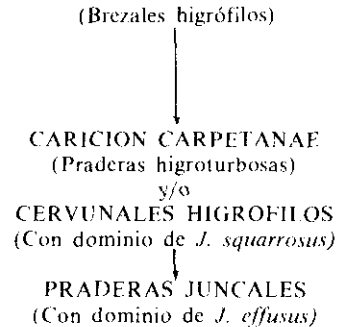 (Brezales higrófilos)
CARICION CARPETANAE
(Praderas higroturbosas)
y/o
CERVUNALES HIGROFILOS
(Con dominio de J. squarrosus)
PRADERAS JUNCALES
(Con dominio de J. effusus)